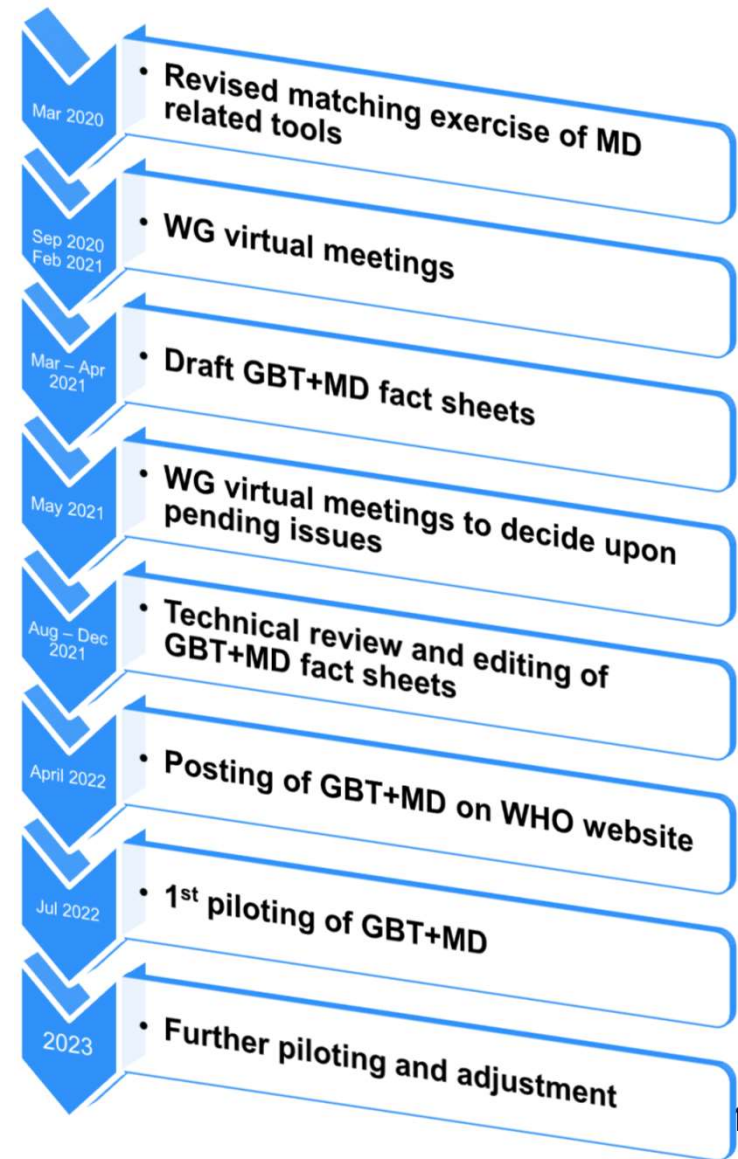 Mar 2020
• Revised matching exercise of MD
related tools
Sep 2020
Feb 2021
• WG virtual meetings
Mar – Apr
2021
• Draft GBT+MD fact sheets
May 2021
• WG virtual meetings to decide upon
pending issues
Aug – Dec
2021
• Technical review and editing of
GBT+MD fact sheets
April 2022
• Posting of GBT+MD on WHO website
Jul 2022
• 1st piloting of GBT+MD
2023
• Further piloting and adjustment